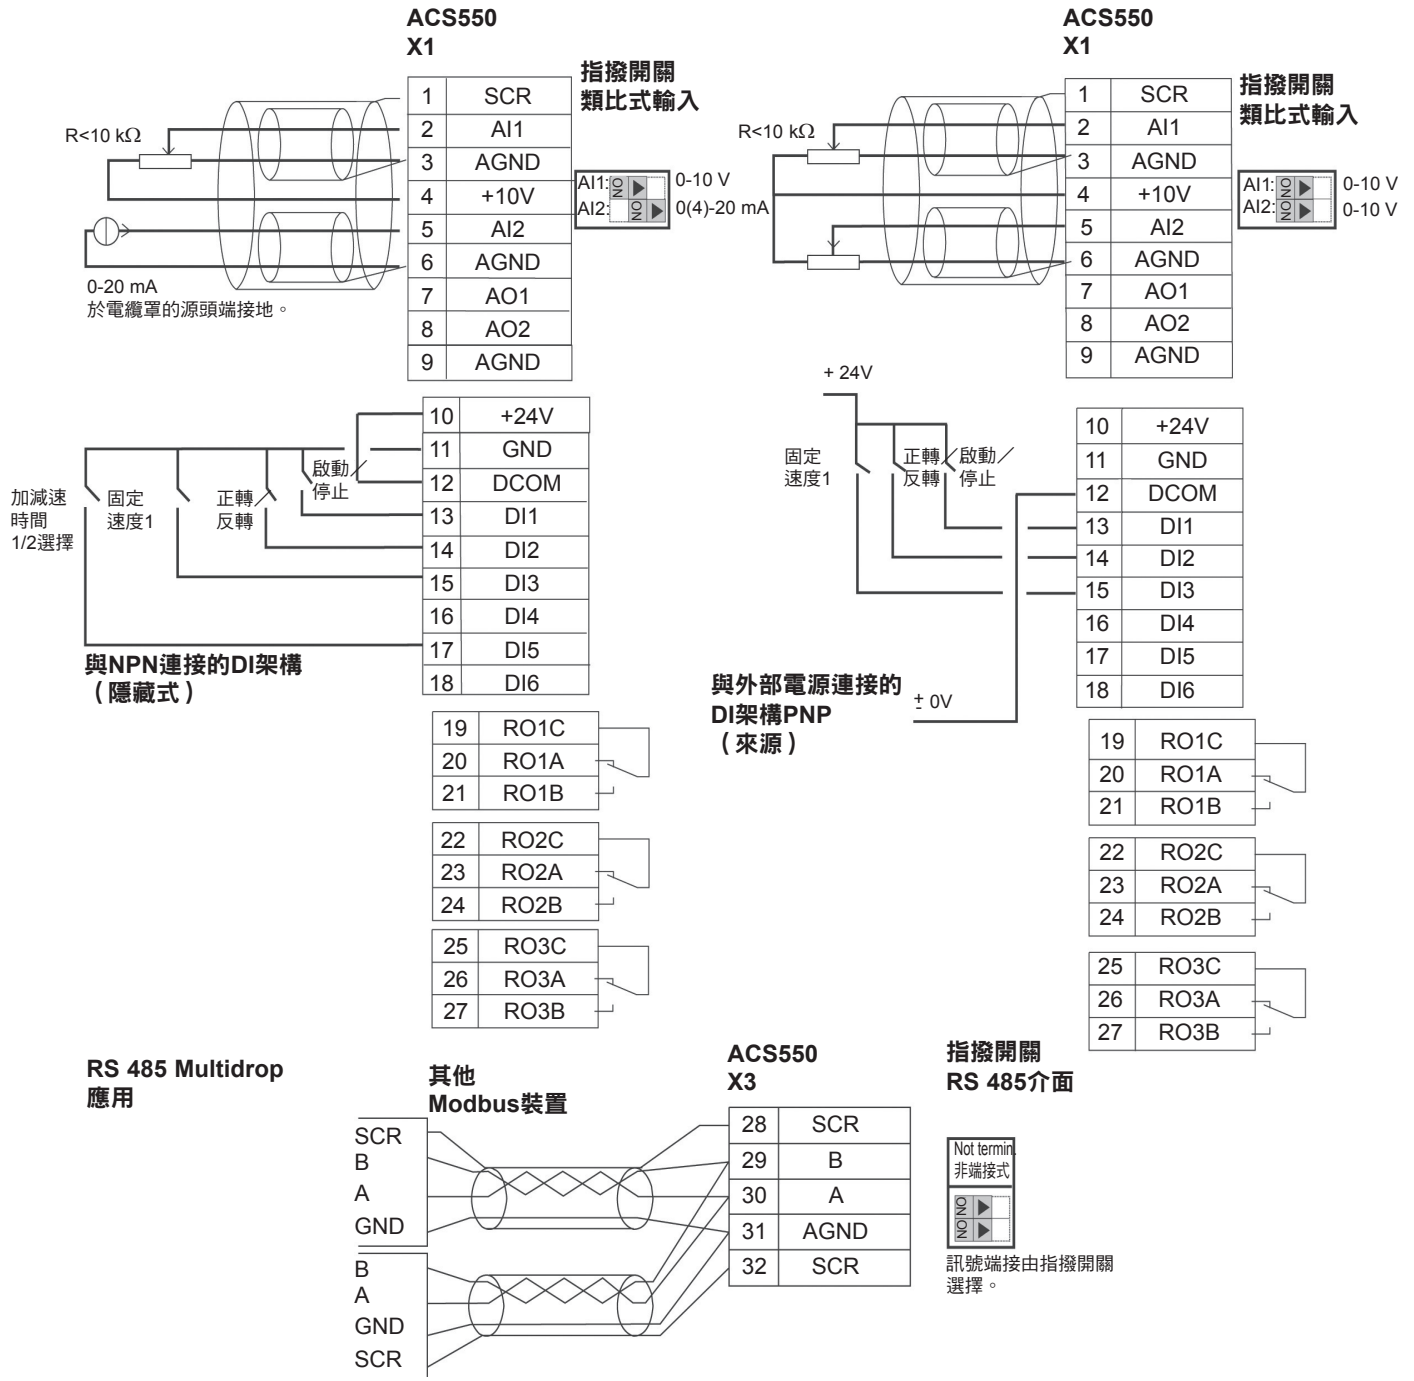 ACS550
X1
指撥開關
類比式輸入
R<10 kΩ
1 SCR
2 AI1
3 AGND
4 +10V
5 AI2
6 AGND
7 AO1
8 AO2
9 AGND
AI1: ON 0-10 V
AI2: ON 0(4)-20 mA
0-20 mA
於電纜罩的源頭端接地。
10 +24V
11 GND
12 DCOM
13 DI1
14 DI2
15 DI3
16 DI4
17 DI5
18 DI6
加減速
時間
1/2選擇
固定
速度1
正轉／
反轉
啟動／
停止
與NPN連接的DI架構
（隱藏式）
19 RO1C
20 RO1A
21 RO1B
22 RO2C
23 RO2A
24 RO2B
25 RO3C
26 RO3A
27 RO3B
ACS550
X1
指撥開關
類比式輸入
R<10 kΩ
1 SCR
2 AI1
3 AGND
4 +10V
5 AI2
6 AGND
7 AO1
8 AO2
9 AGND
AI1: ON 0-10 V
AI2: ON 0-10 V
+ 24V
固定
速度1
正轉／
反轉
啟動／
停止
10 +24V
11 GND
12 DCOM
13 DI1
14 DI2
15 DI3
16 DI4
17 DI5
18 DI6
與外部電源連接的
DI架構PNP
（來源）
± 0V
19 RO1C
20 RO1A
21 RO1B
22 RO2C
23 RO2A
24 RO2B
25 RO3C
26 RO3A
27 RO3B
RS 485 Multidrop
應用
其他
Modbus裝置
SCR
B
A
GND
B
A
GND
SCR
ACS550
X3
28 SCR
29 B
30 A
31 AGND
32 SCR
指撥開關
RS 485介面
Not termin.
非端接式
ON
ON
訊號端接由指撥開關
選擇。